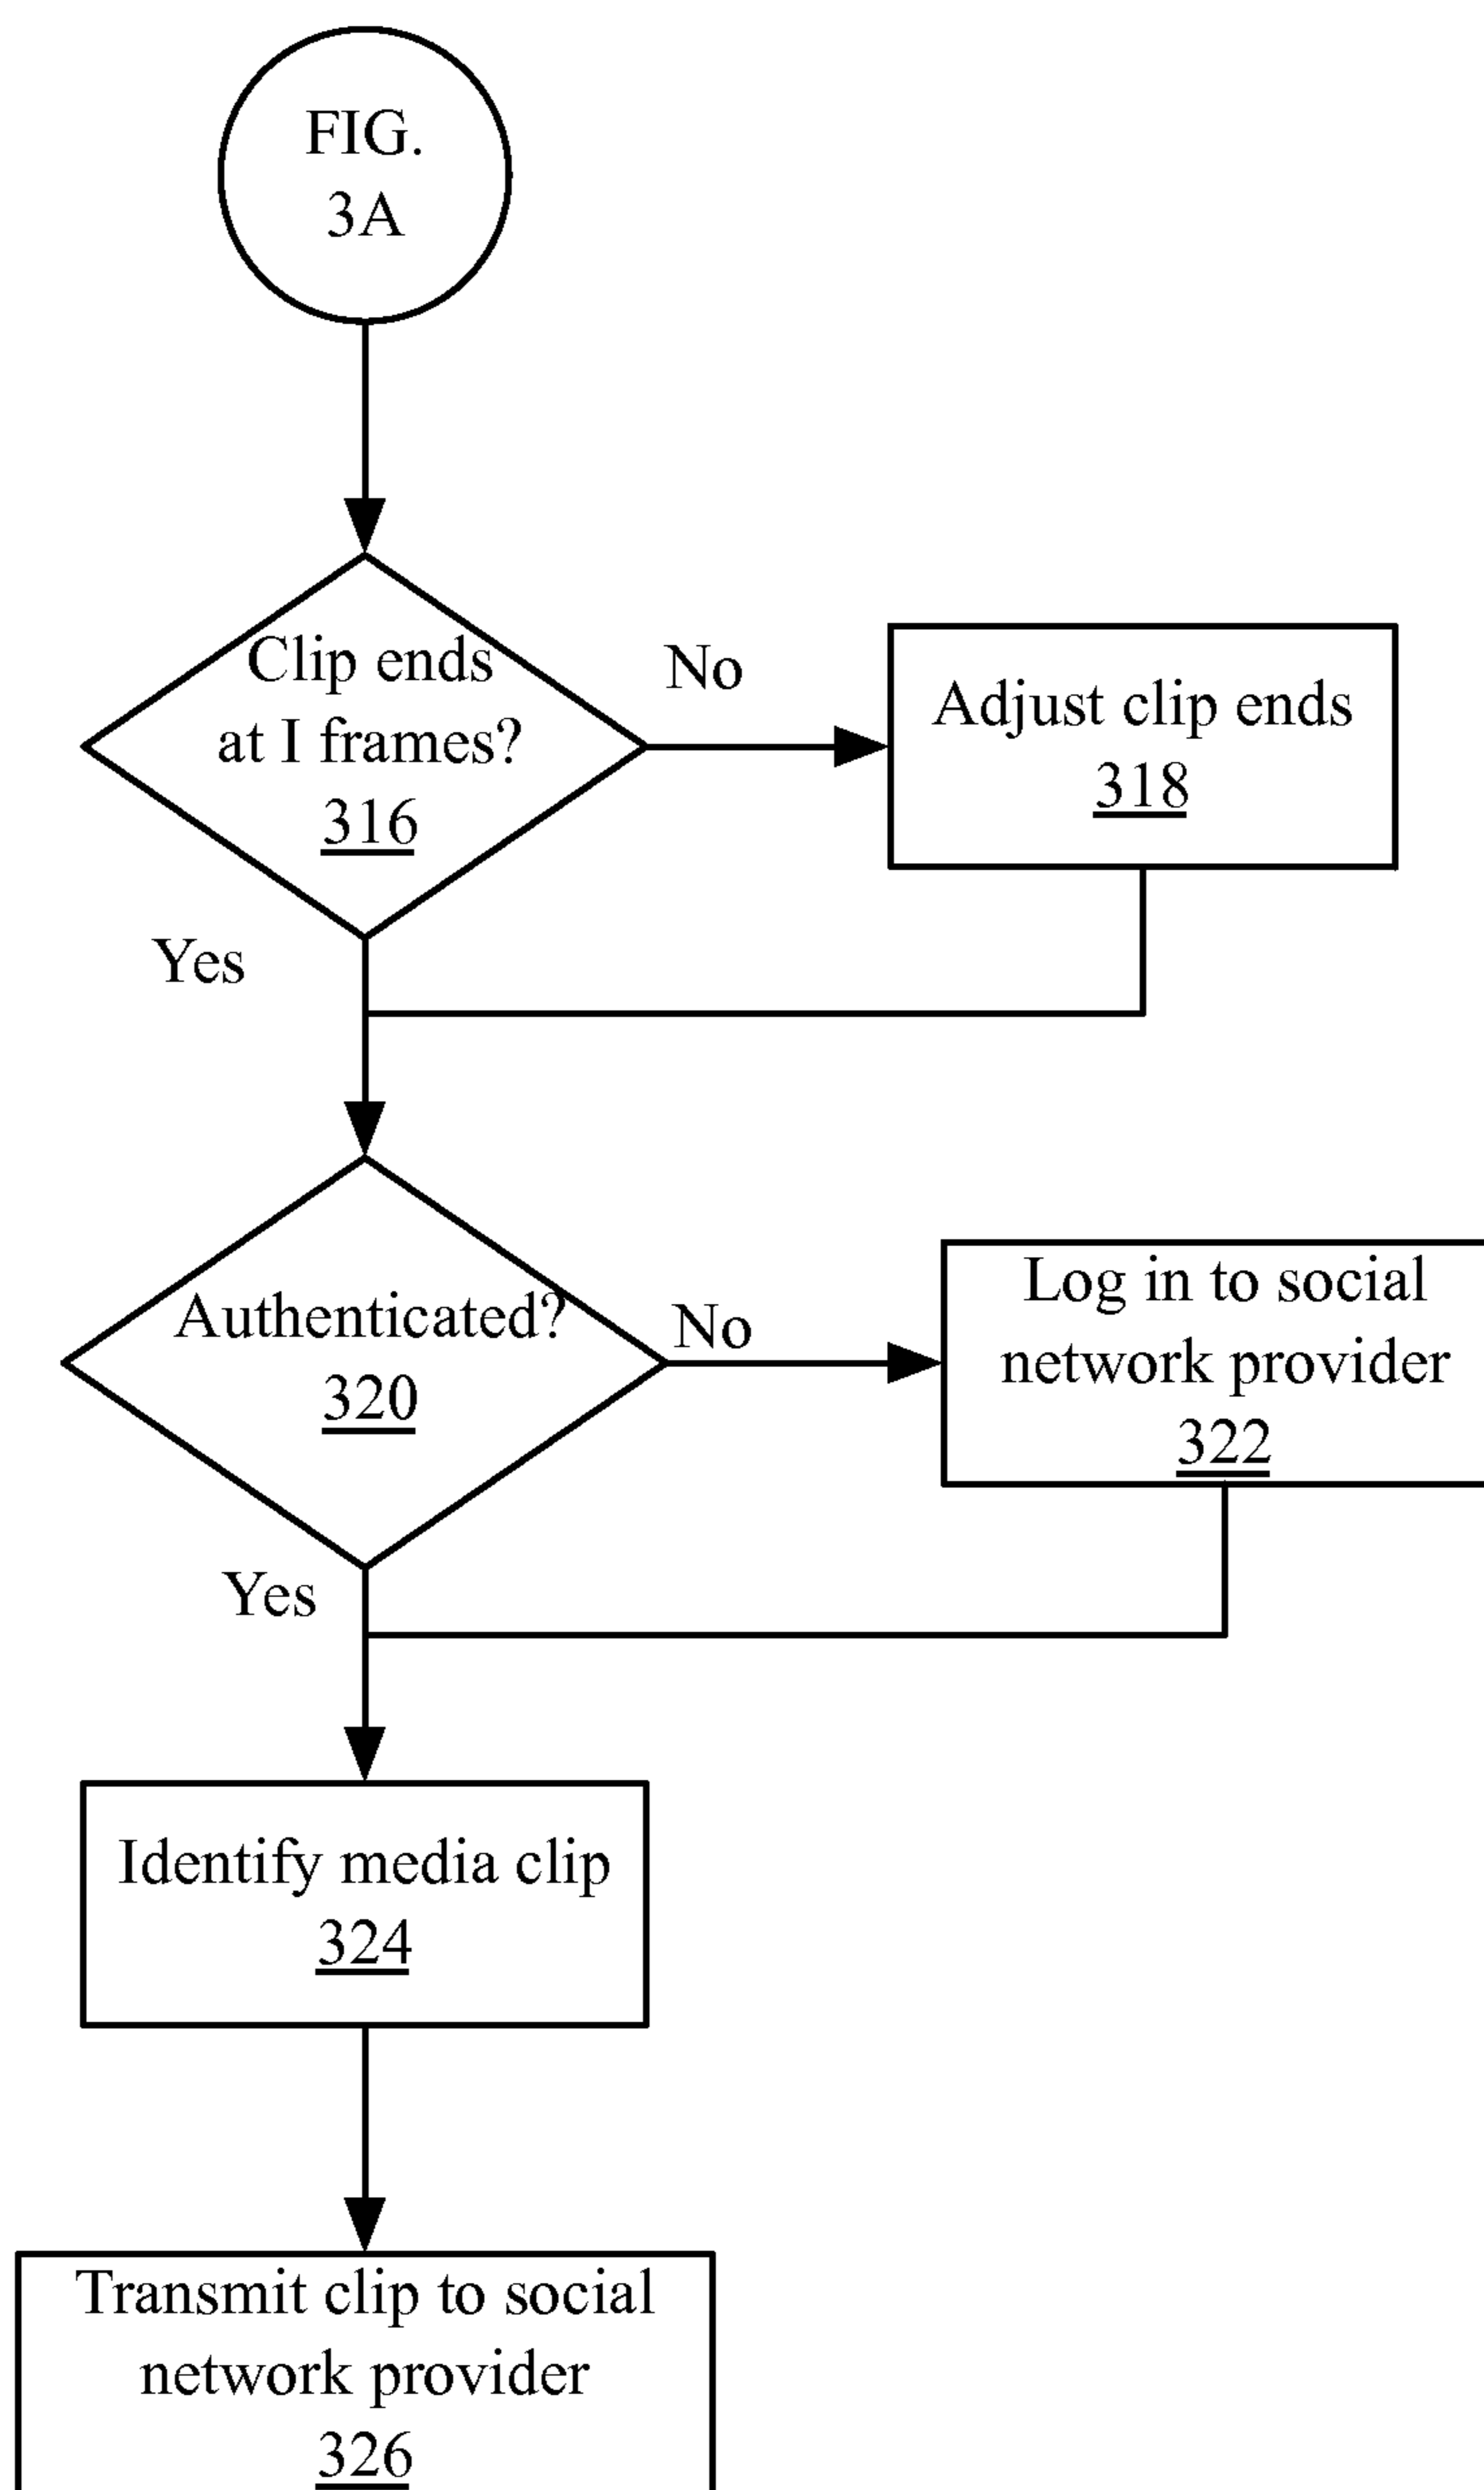 FIG.
3A
Clip ends
at I frames?
316
No
Adjust clip ends
318
Yes
Authenticated?
320
No
Log in to social
network provider
322
Yes
Identify media clip
324
Transmit clip to social
network provider
326